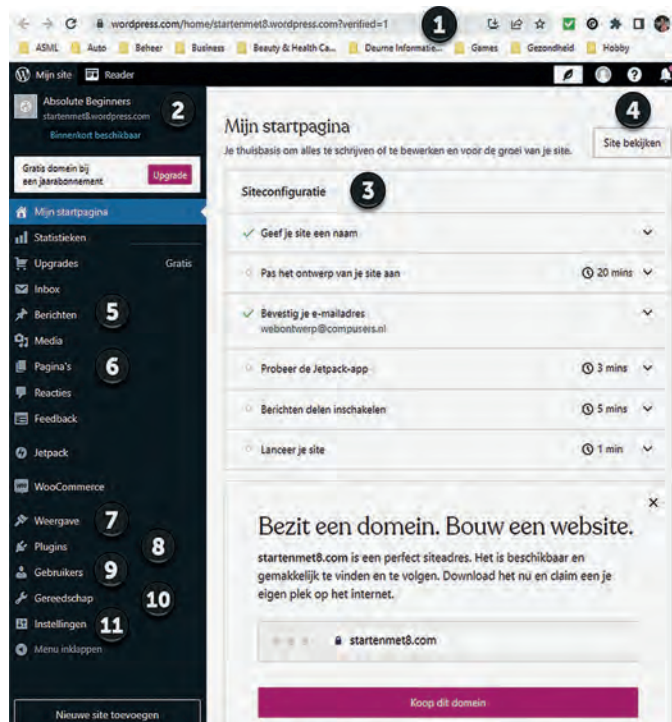 wordpress.com/home/startenmet8.wordpress.com?verified=1
1
ASML Auto Beheer Business Beauty & Health Ca... Deurne Informatie... Games Gezondheid Hobby
Mijn site Reader
Absolute Beginners
startenmet8.wordpress.com
Binnenkort beschikbaar
2
Gratis domein bij
een jaarabonnement
Upgrade
Mijn startpagina
Statistieken
Upgrades Gratis
Inbox
Berichten 5
Media
Pagina's 6
Reacties
Feedback
Jetpack
WooCommerce
Weergave 7
Plugins 8
Gebruikers 9
Gereedschap 10
Instellingen 11
Menu inklappen
Nieuwe site toevoegen
Mijn startpagina
Je thuisbasis om alles te schrijven of te bewerken en voor de groei van je site.
4
Site bekijken
Siteconfiguratie 3
Geef je site een naam
Pas het ontwerp van je site aan 20 mins
Bevestig je e-mailadres
webontwerp@compusers.nl
Probeer de Jetpack-app 3 mins
Berichten delen inschakelen 5 mins
Lanceer je site 1 min
Bezit een domein. Bouw een website.
startenmet8.com is een perfect siteadres. Het is beschikbaar en
gemakkelijk te vinden en te volgen. Download het nu en claim een je
eigen plek op het internet.
startenmet8.com
Koop dit domein